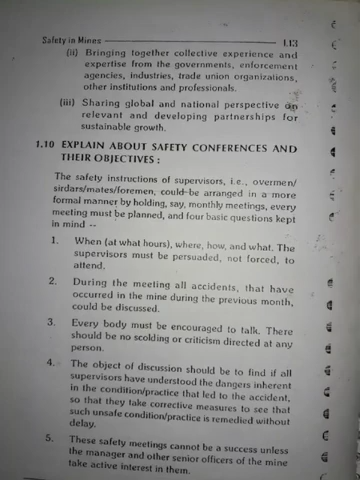 Safety in Mines 1.13
(ii) Bringing together collective experience and
expertise from the governments, enforcement
agencies, industries, trade union organizations,
other institutions and professionals.
(iii) Sharing global and national perspective on
relevant and developing partnerships for
sustainable growth.
1.10 EXPLAIN ABOUT SAFETY CONFERENCES AND
THEIR OBJECTIVES :
The safety instructions of supervisors, i.e., overmen/
sirdars/mates/foremen, could be arranged in a more
formal manner by holding, say, monthly meetings, every
meeting must be planned, and four basic questions kept
in mind --
1. When (at what hours), where, how, and what. The
supervisors must be persuaded, not forced, to
attend.
2. During the meeting all accidents, that have
occurred in the mine during the previous month,
could be discussed.
3. Every body must be encouraged to talk. There
should be no scolding or criticism directed at any
person.
4. The object of discussion should be to find if all
supervisors have understood the dangers inherent
in the condition/practice that led to the accident,
so that they take corrective measures to see that
such unsafe condition/practice is remedied without
delay.
5. These safety meetings cannot be a success unless
the manager and other senior officers of the mine
take active interest in them.